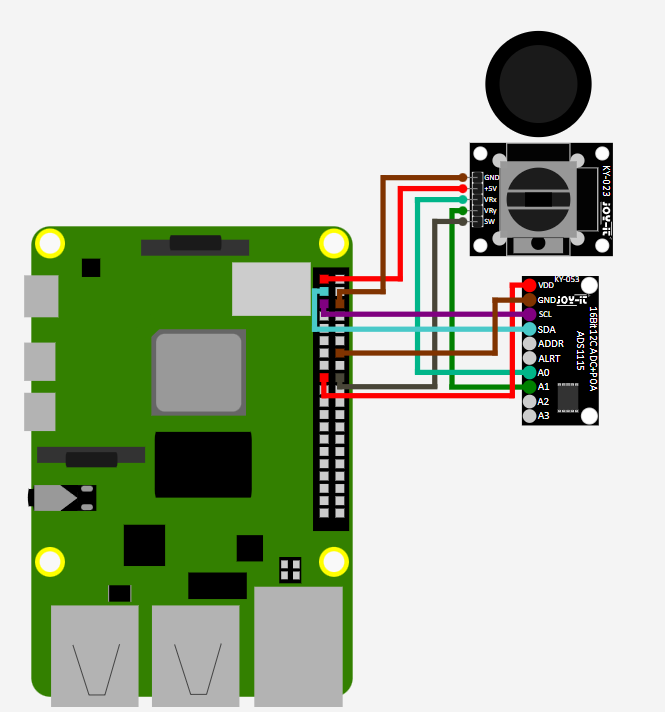 GND
+5V
VRx
VRy
SW
KY-023
JOY-iT
KY-053
VDD
GND
JOY-iT
SCL
SDA
ADDR
ALRT
A0
A1
A2
A3
16Bit I2C ADC+PGA
ADS1115